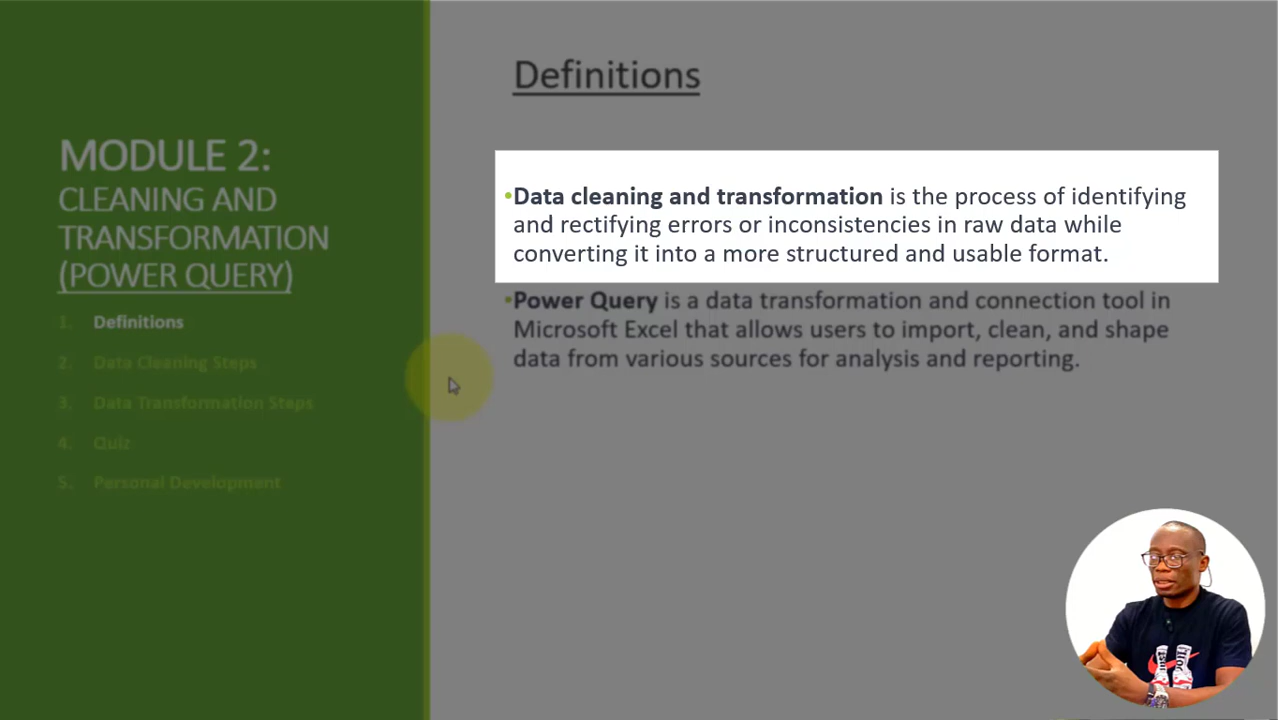 Definitions
MODULE 2:
CLEANING AND
TRANSFORMATION
(POWER QUERY)
1. Definitions
2. Data Cleaning Steps
3. Data Transformation Steps
4. Quiz
5. Personal Development
•Data cleaning and transformation is the process of identifying
and rectifying errors or inconsistencies in raw data while
converting it into a more structured and usable format.
•Power Query is a data transformation and connection tool in
Microsoft Excel that allows users to import, clean, and shape
data from various sources for analysis and reporting.